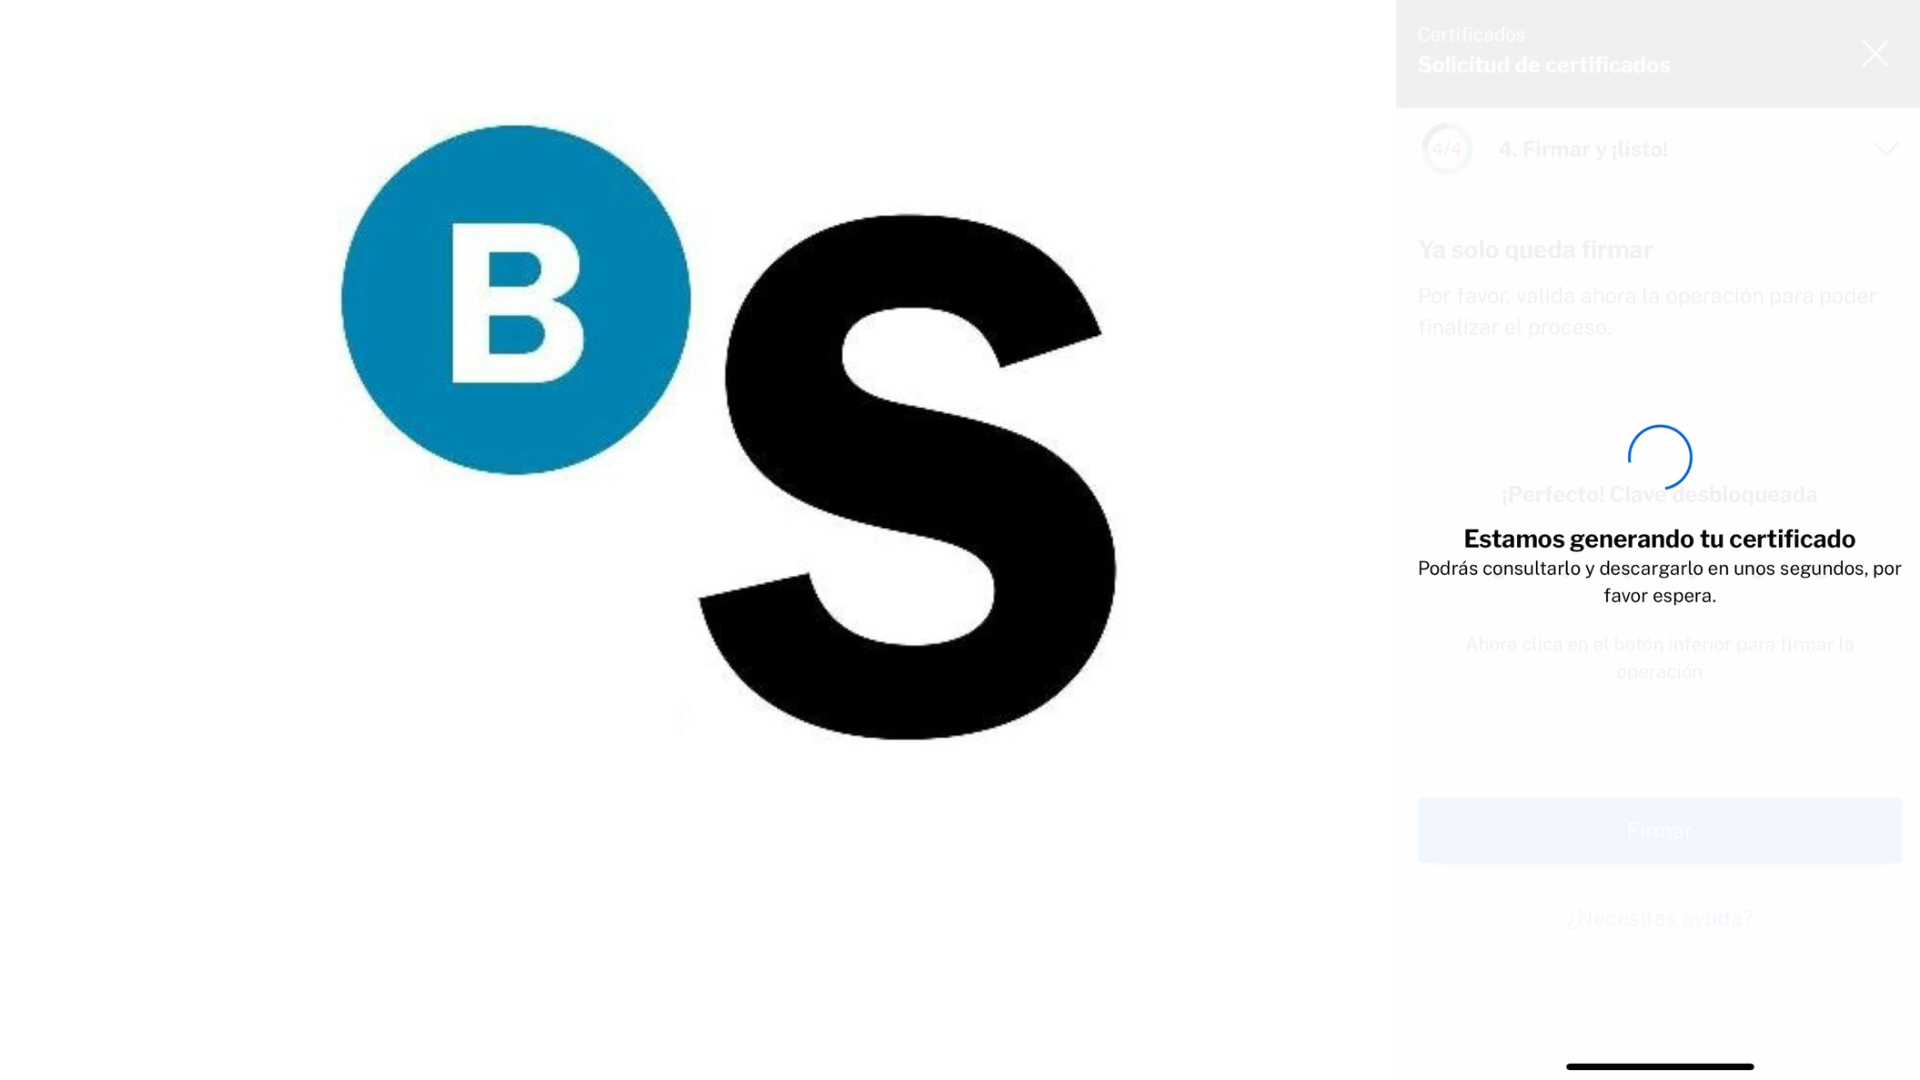 B
S
Certificados
Solicitud de certificados
4/4
4. Firmar y ¡listo!
Ya solo queda firmar
Por favor, valida ahora la operación para poder
finalizar el proceso.
¡Perfecto! Clave desbloqueada
Estamos generando tu certificado
Podrás consultarlo y descargarlo en unos segundos, por
favor espera.
Ahora clica en el botón inferior para firmar la
operación
Firmar
¿Necesitas ayuda?